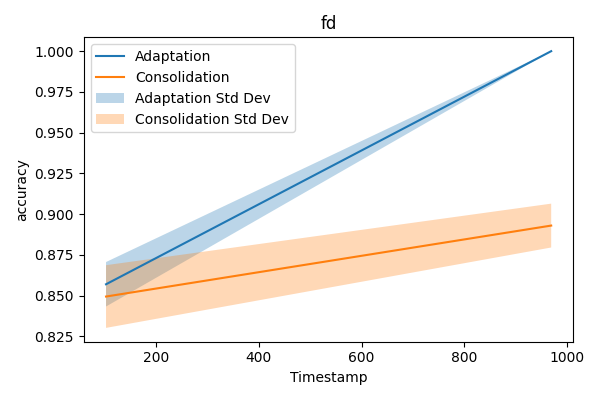 fd
Adaptation
Consolidation
Adaptation Std Dev
Consolidation Std Dev
accuracy
1.000
0.975
0.950
0.925
0.900
0.875
0.850
0.825
200 400 600 800 1000
Timestamp